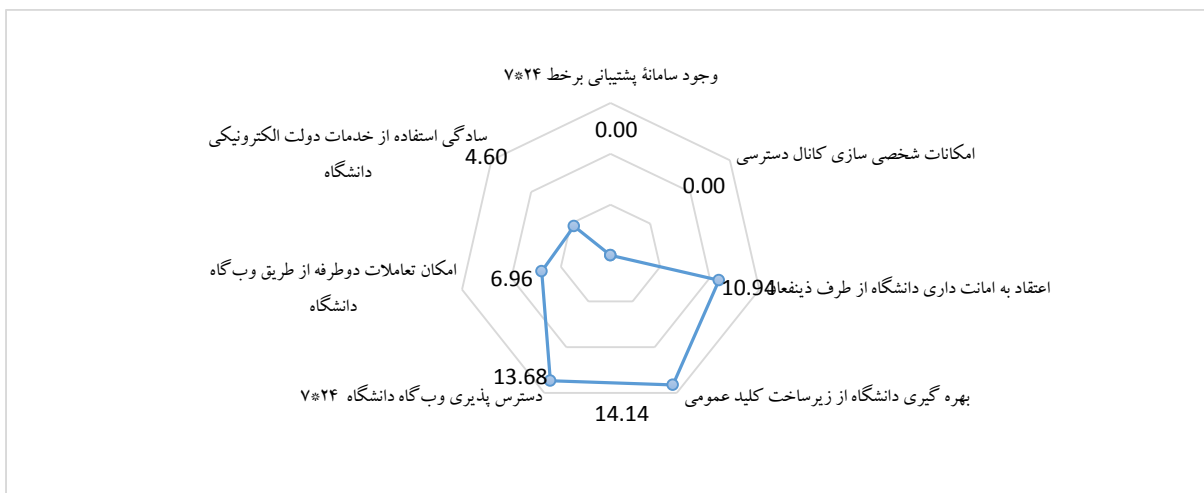 وجود سامانهٔ پشتیبانی برخط ۲۴*۷
0.00
امکانات شخصی سازی کانال دسترسی
0.00
اعتقاد به امانت داری دانشگاه از طرف ذینفعان
10.94
بهره گیری دانشگاه از زیرساخت کلید عمومی
14.14
دسترس پذیری وب‌گاه دانشگاه ۲۴*۷
13.68
امکان تعاملات دوطرفه از طریق وب‌گاه
دانشگاه
6.96
سادگی استفاده از خدمات دولت الکترونیکی
دانشگاه
4.60